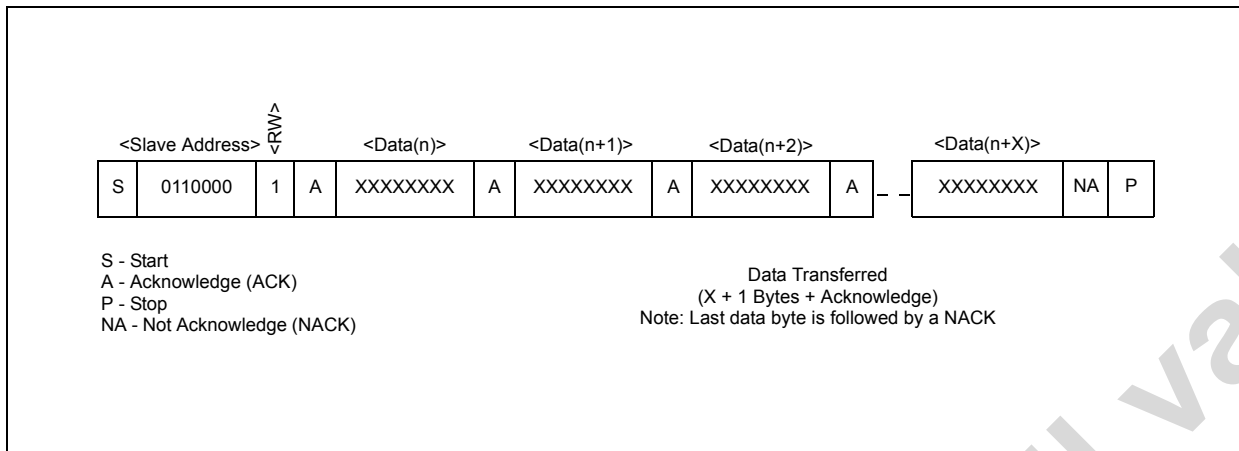 <RW>
<Slave Address> <Data(n)> <Data(n+1)> <Data(n+2)> <Data(n+X)>
S 0110000 1 A XXXXXXXX A XXXXXXXX A XXXXXXXX A XXXXXXXX NA P
S - Start
A - Acknowledge (ACK)
P - Stop
NA - Not Acknowledge (NACK)
Data Transferred
(X + 1 Bytes + Acknowledge)
Note: Last data byte is followed by a NACK